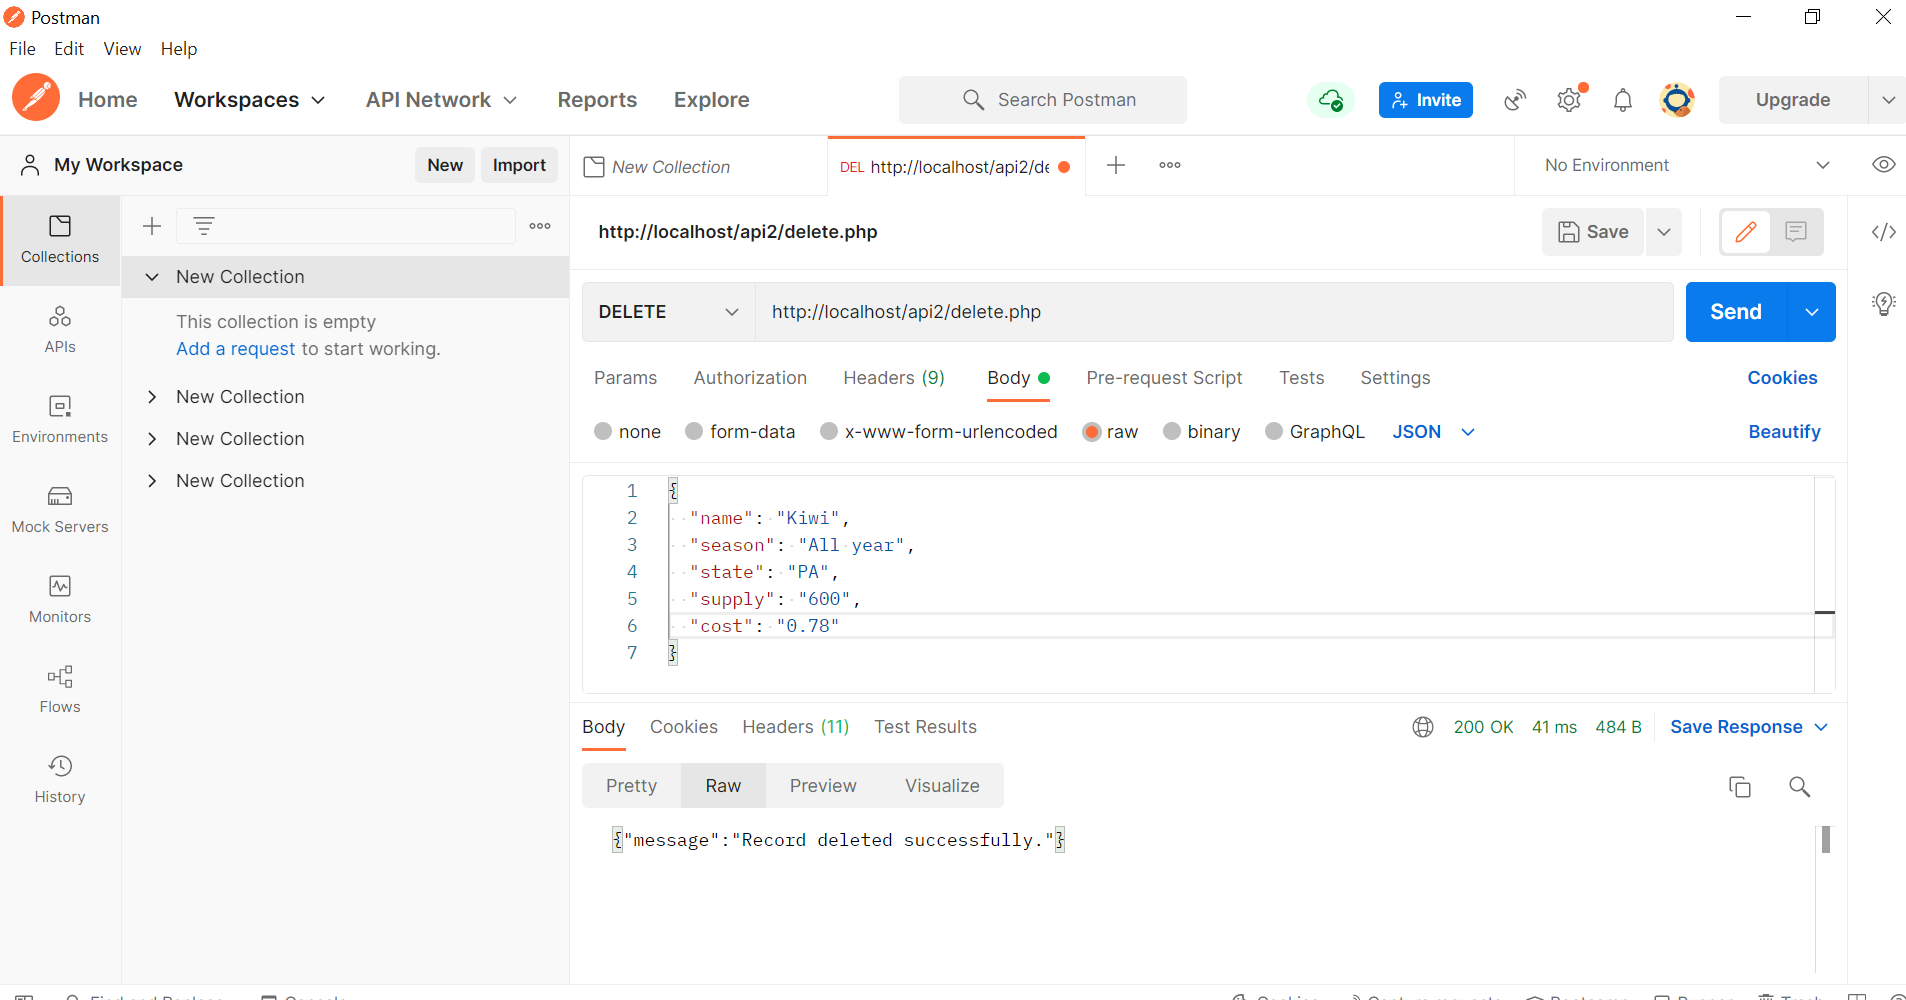 Postman
File Edit View Help
Home Workspaces API Network Reports Explore Search Postman Invite Upgrade
My Workspace New Import New Collection DEL http://localhost/api2/de No Environment
Collections
APIs
Environments
Mock Servers
Monitors
Flows
History
New Collection
This collection is empty
Add a request to start working.
New Collection
New Collection
New Collection
http://localhost/api2/delete.php Save
DELETE http://localhost/api2/delete.php Send
Params Authorization Headers (9) Body Pre-request Script Tests Settings Cookies
none form-data x-www-form-urlencoded raw binary GraphQL JSON Beautify
1 {
2 "name": "Kiwi",
3 "season": "All year",
4 "state": "PA",
5 "supply": "600",
6 "cost": "0.78"
7 }
Body Cookies Headers (11) Test Results 200 OK 41 ms 484 B Save Response
Pretty Raw Preview Visualize
{"message":"Record deleted successfully."}